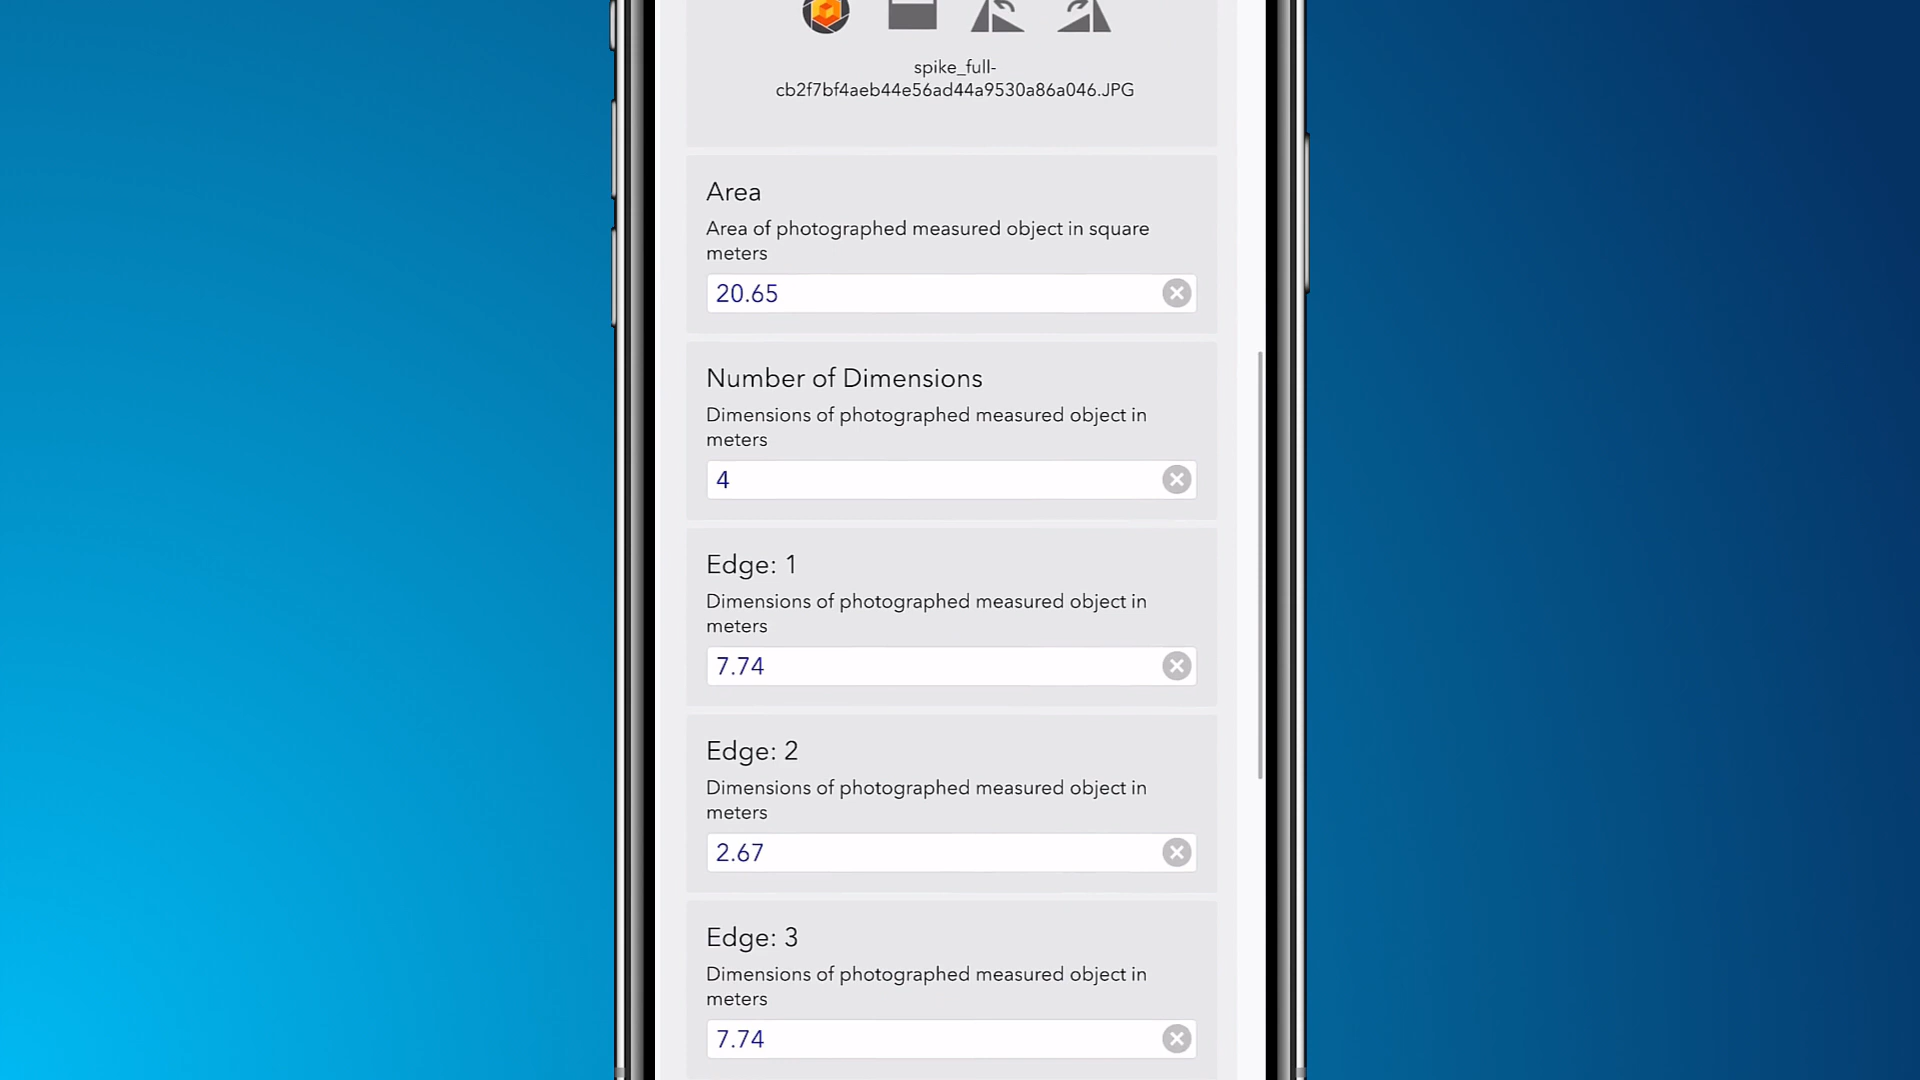 spike_full-
cb2f7bf4aeb44e56ad44a9530a86a046.JPG
Area
Area of photographed measured object in square
meters
20.65
Number of Dimensions
Dimensions of photographed measured object in
meters
4
Edge: 1
Dimensions of photographed measured object in
meters
7.74
Edge: 2
Dimensions of photographed measured object in
meters
2.67
Edge: 3
Dimensions of photographed measured object in
meters
7.74